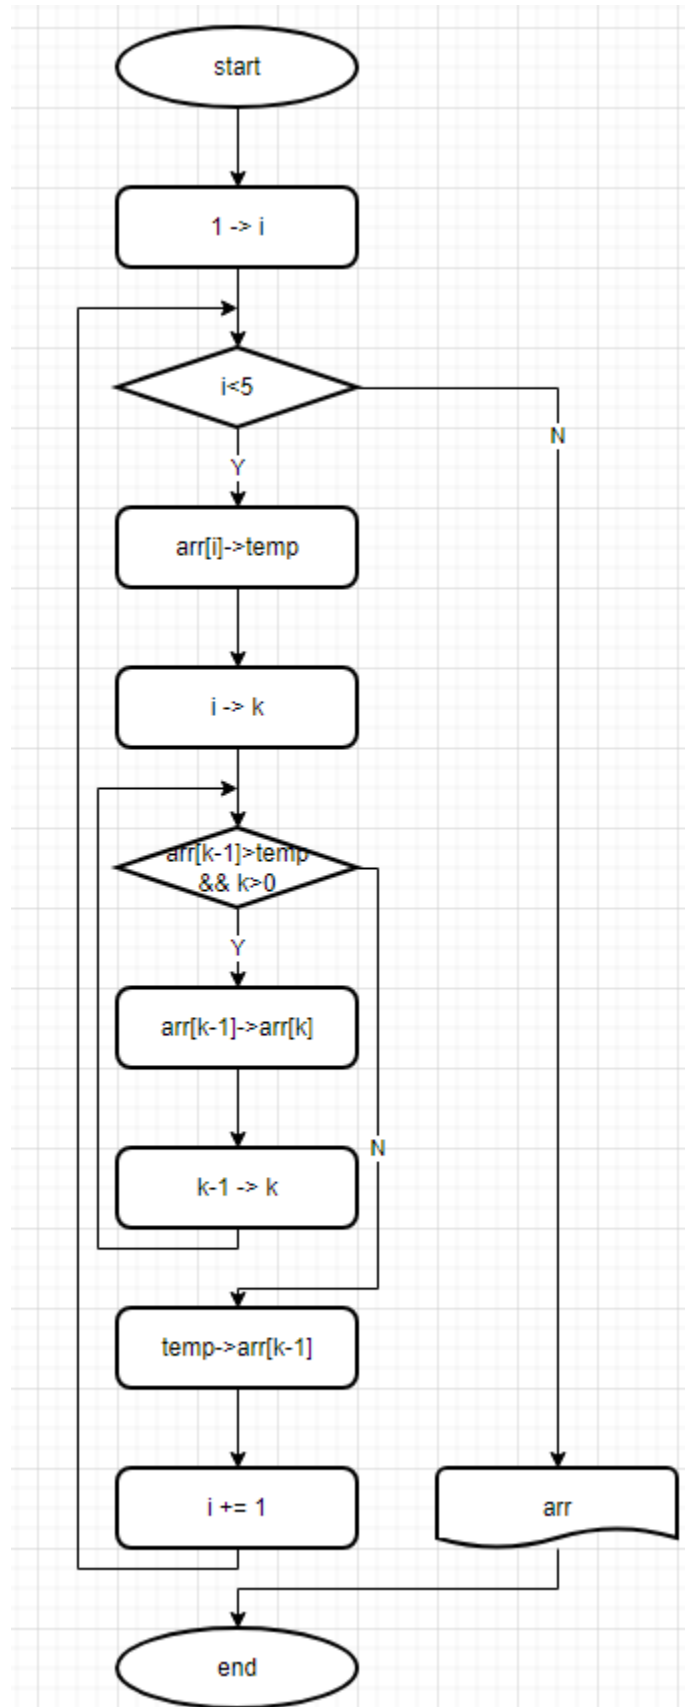 start
1 -> i
i<5
N
Y
arr[i]->temp
i -> k
arr[k-1]>temp
&& k>0
Y
arr[k-1]->arr[k]
N
k-1 -> k
temp->arr[k-1]
i += 1
arr
end